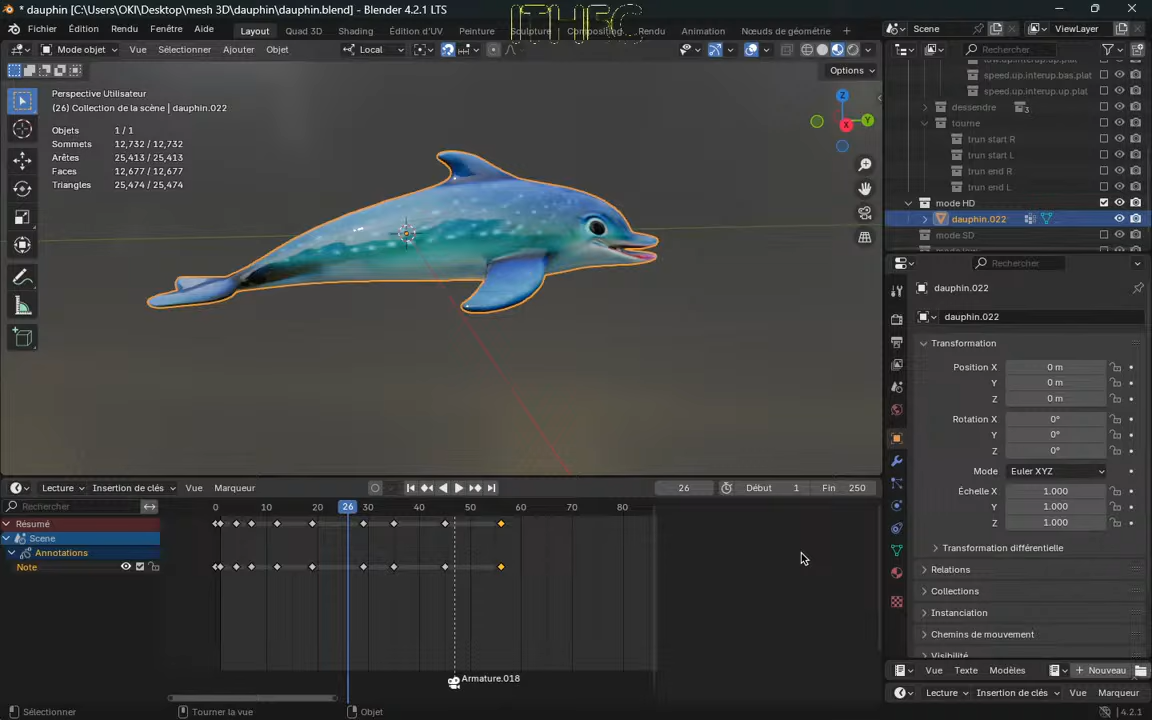 * dauphin [C:\Users\OKI\Desktop\mesh 3D\dauphin\dauphin.blend] - Blender 4.2.1 LTS
Fichier Édition Rendu Fenêtre Aide Layout Quad 3D Shading Édition d'UV Peinture Sculpture Compositing Rendu Animation Nœuds de géométrie + Scene ViewLayer
Mode objet Vue Sélectionner Ajouter Objet Local Rechercher.
Options
Perspective Utilisateur
(26) Collection de la scène | dauphin.022
Objets 1 / 1
Sommets 12,732 / 12,732
Arêtes 25,413 / 25,413
Faces 12,677 / 12,677
Triangles 25,474 / 25,474
Z
Y
X
speed.up.interup.bas.plat
speed.up.interup.up.plat
dessendre 3
tourne
trun start R
trun start L
trun end R
trun end L
mode HD
dauphin.022
mode SD
Rechercher
dauphin.022
dauphin.022
Transformation
Position X 0 m
Y 0 m
Z 0 m
Rotation X 0°
Y 0°
Z 0°
Mode Euler XYZ
Échelle X 1.000
Y 1.000
Z 1.000
Transformation différentielle
Relations
Collections
Instanciation
Chemins de mouvement
Visibilité
Vue Texte Modèles + Nouveau
Lecture Insertion de clés Vue Marqueur
Lecture Insertion de clés Vue Marqueur 26 Début 1 Fin 250
Rechercher 0 10 20 26 30 40 50 60 70 80
Résumé
Scene
Annotations
Note
Armature.018
Sélectionner Tourner la vue Objet 4.2.1